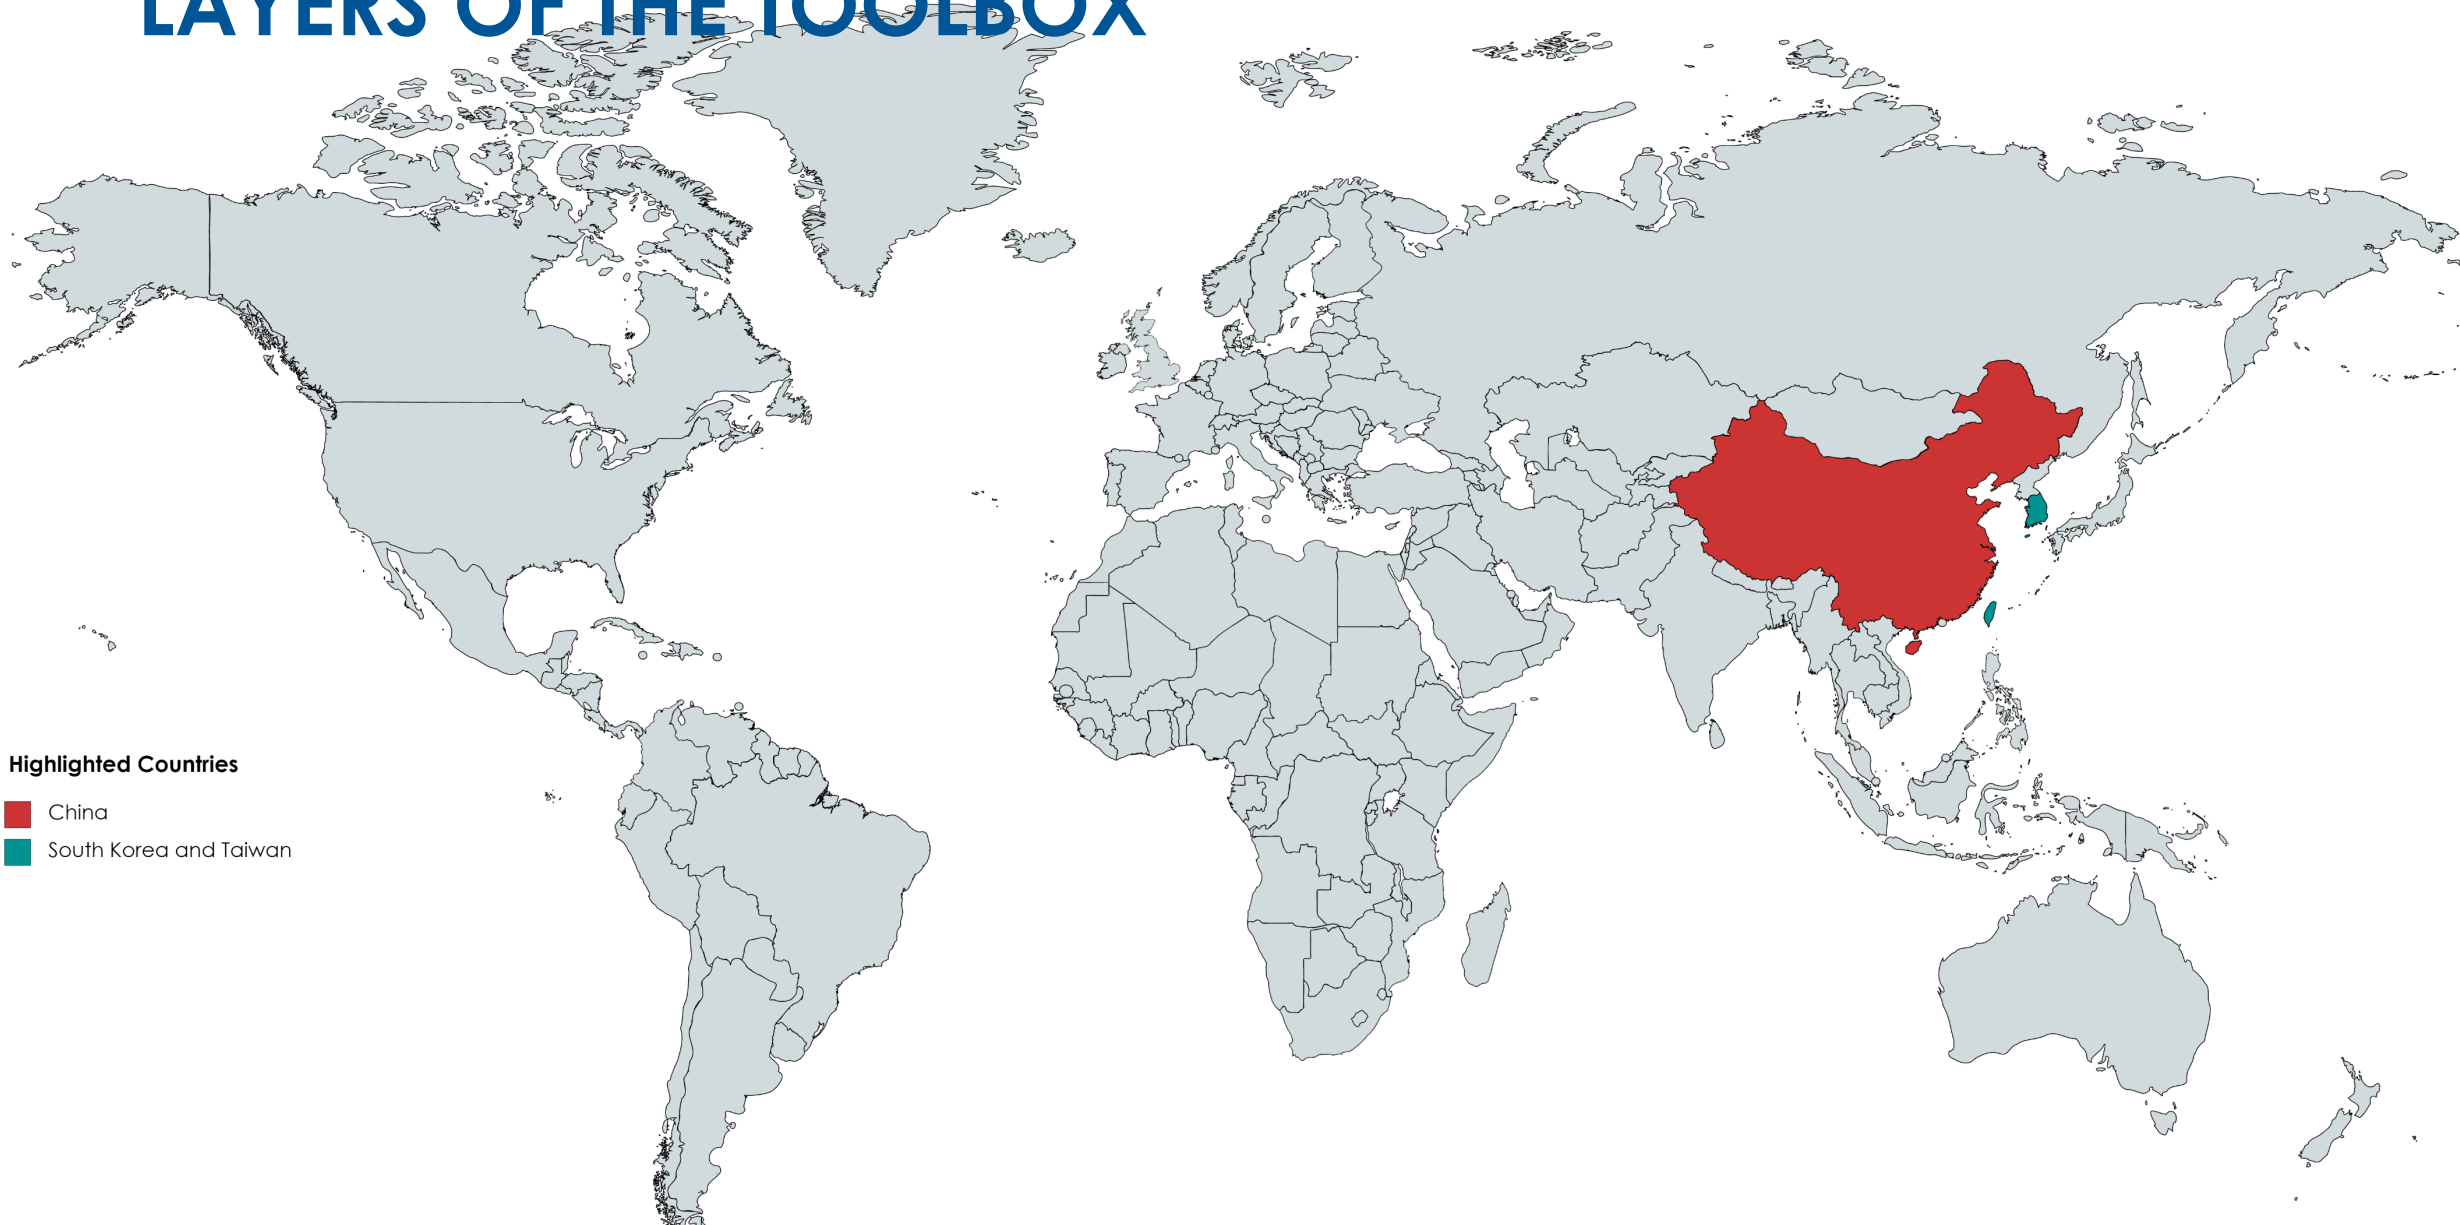 LAYERS OF THE TOOLBOX
Highlighted Countries
China
South Korea and Taiwan